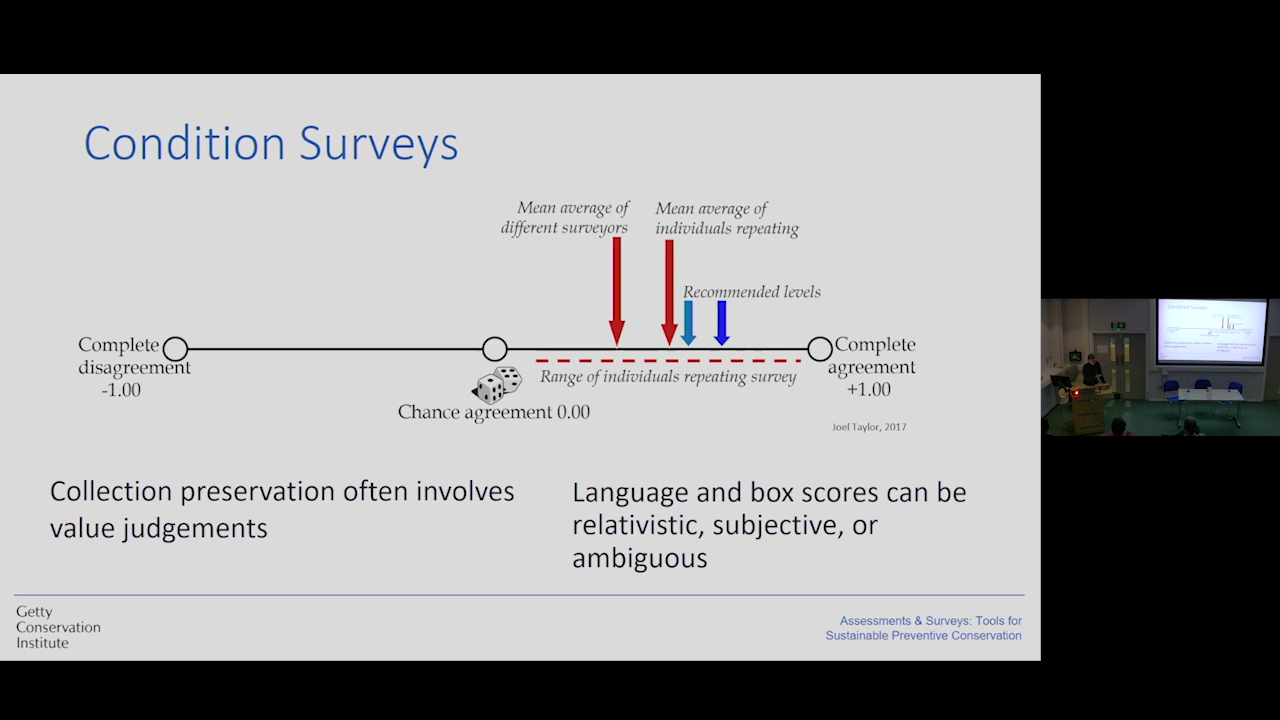 Condition Surveys
Mean average of
different surveyors
Mean average of
individuals repeating
Recommended levels
Complete
disagreement
-1.00
Complete
agreement
+1.00
Range of individuals repeating survey
Chance agreement 0.00
Joel Taylor, 2017
Collection preservation often involves
value judgements
Language and box scores can be
relativistic, subjective, or
ambiguous
Getty
Conservation
Institute
Assessments & Surveys: Tools for
Sustainable Preventive Conservation
Condition Surveys